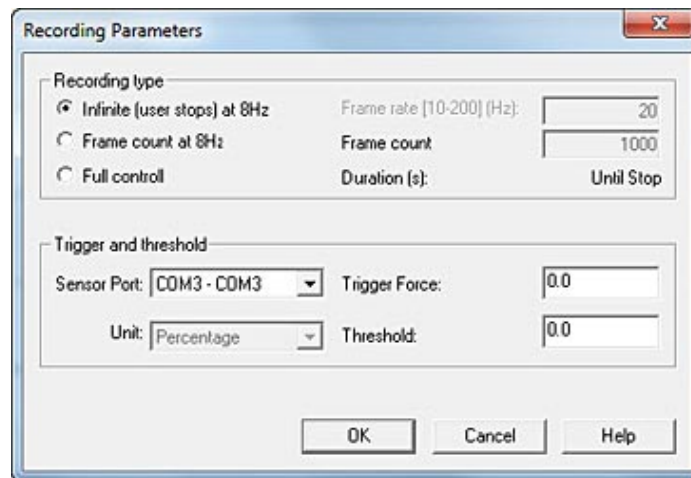 Recording Parameters
Recording type
Infinite (user stops) at 8Hz Frame rate [10-200] (Hz): 20
Frame count at 8Hz Frame count 1000
Full controll Duration (s): Until Stop
Trigger and threshold
Sensor Port: COM3 - COM3 Trigger Force: 0.0
Unit: Percentage Threshold: 0.0
OK Cancel Help